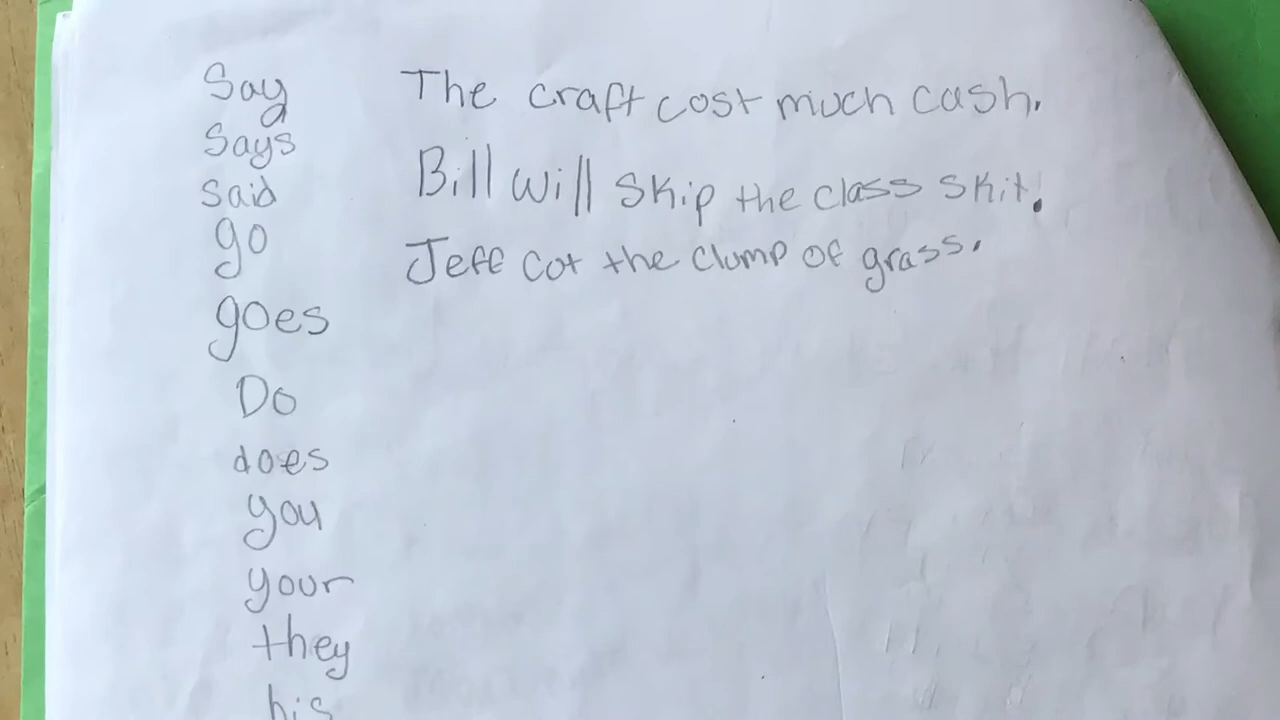 Say
Says
said
go
goes
Do
does
you
your
they
his
The craft cost much cash.
Bill will skip the class skit.
Jeff cot the clump of grass.